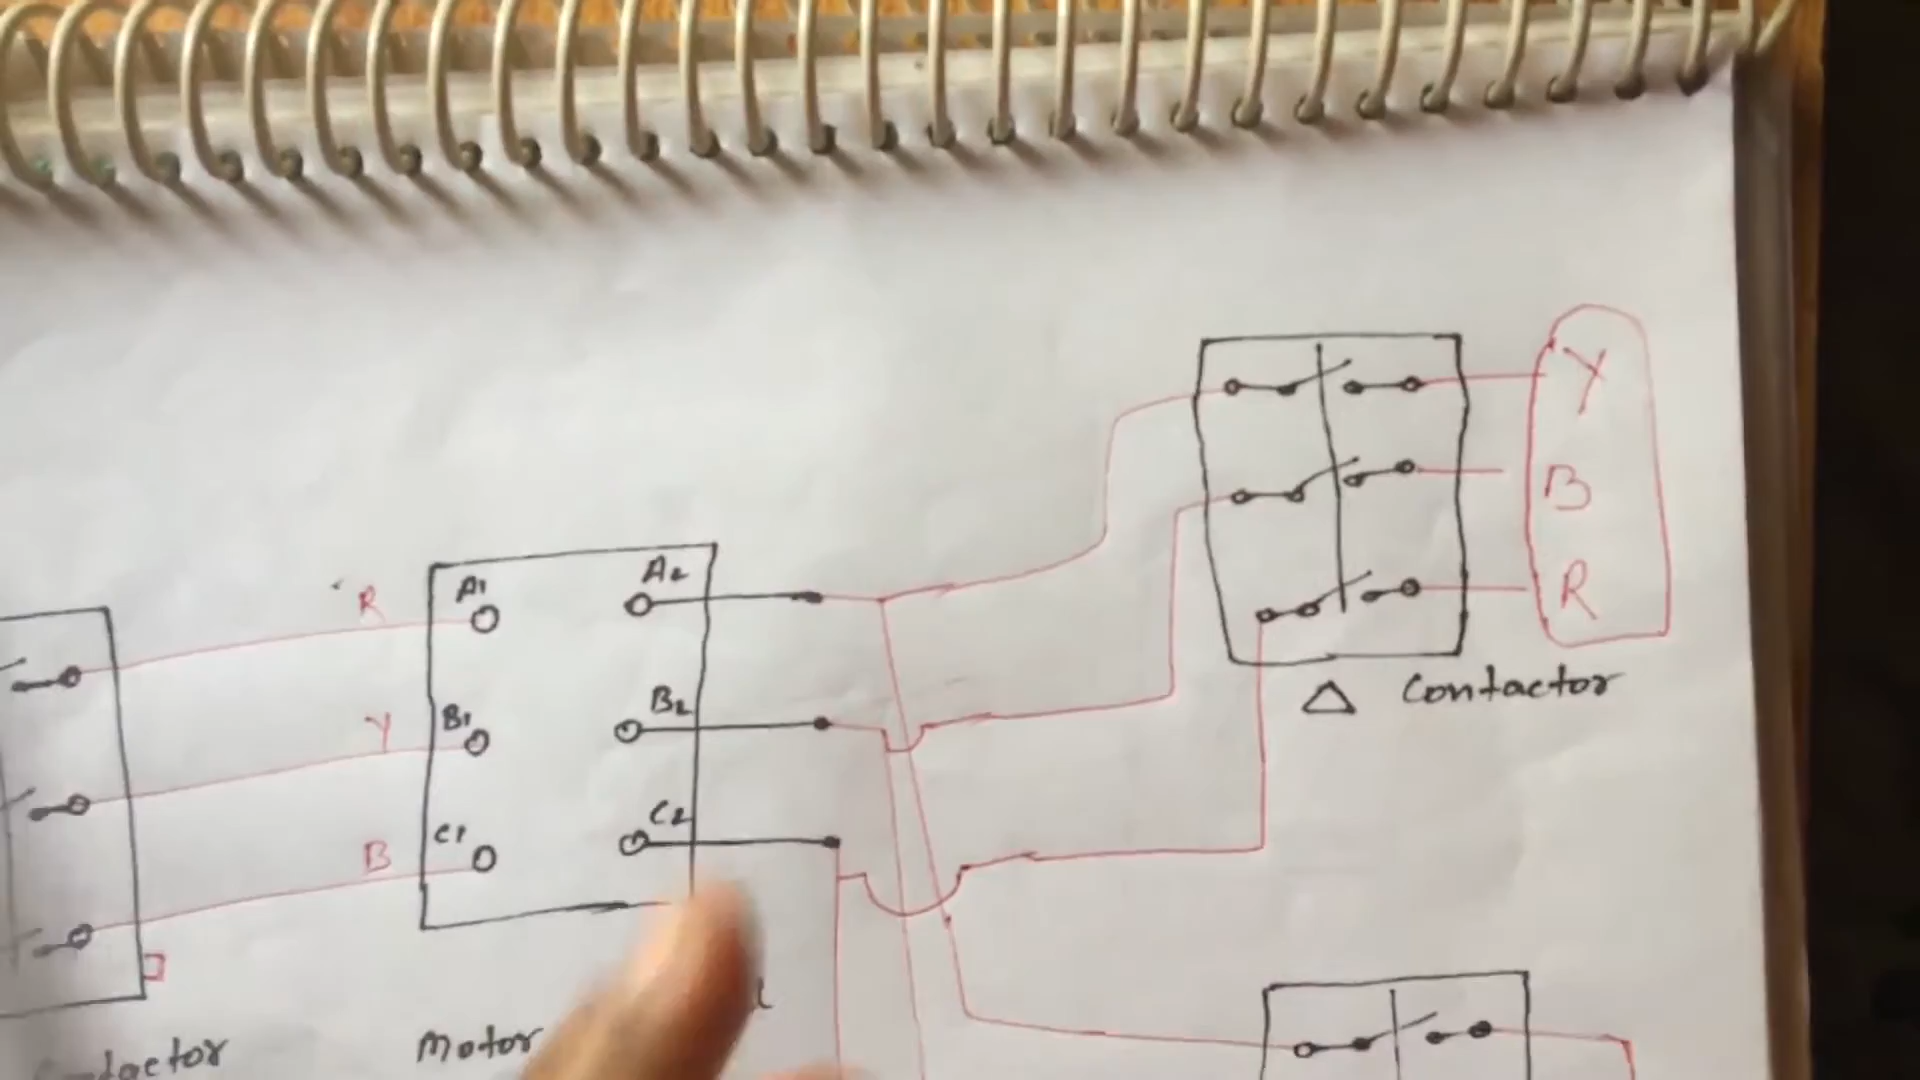 Y
B
R
Δ Contactor
A1 A2
R
B1 B2
Y
C1 C2
B
Motor